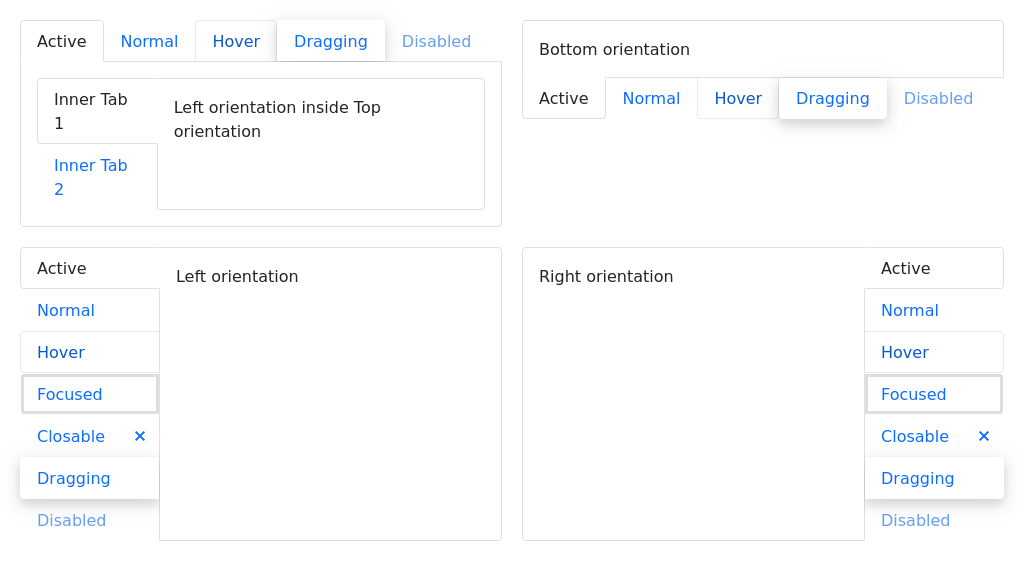 Active Normal Hover Dragging Disabled
Inner Tab
1
Inner Tab
2
Left orientation inside Top
orientation
Bottom orientation
Active Normal Hover Dragging Disabled
Active
Normal
Hover
Focused
Closable ×
Dragging
Disabled
Left orientation
Right orientation
Active
Normal
Hover
Focused
Closable ×
Dragging
Disabled